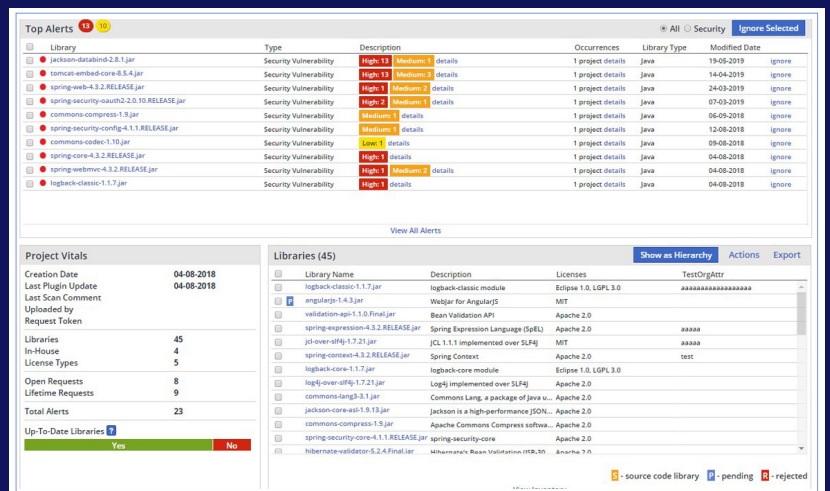 Top Alerts 13 10 All Security Ignore Selected
Library Type Description Occurrences Library Type Modified Date
jackson-databind-2.8.1.jar Security Vulnerability High: 13 Medium: 1 details 1 project details Java 19-05-2019 ignore
tomcat-embed-core-8.5.4.jar Security Vulnerability High: 13 Medium: 3 details 1 project details Java 14-04-2019 ignore
spring-web-4.3.2.RELEASE.jar Security Vulnerability High: 1 Medium: 2 details 1 project details Java 24-03-2019 ignore
spring-security-oauth2-2.0.10.RELEASE.jar Security Vulnerability High: 2 Medium: 1 details 1 project details Java 07-03-2019 ignore
commons-compress-1.9.jar Security Vulnerability Medium: 1 details 1 project details Java 06-09-2018 ignore
spring-security-config-4.1.1.RELEASE.jar Security Vulnerability Medium: 1 details 1 project details Java 12-08-2018 ignore
commons-codec-1.10.jar Security Vulnerability Low: 1 details 1 project details Java 09-08-2018 ignore
spring-core-4.3.2.RELEASE.jar Security Vulnerability High: 1 details 1 project details Java 04-08-2018 ignore
spring-webmvc-4.3.2.RELEASE.jar Security Vulnerability High: 1 Medium: 2 details 1 project details Java 04-08-2018 ignore
logback-classic-1.1.7.jar Security Vulnerability High: 1 details 1 project details Java 04-08-2018 ignore
View All Alerts
Project Vitals
Creation Date 04-08-2018
Last Plugin Update 04-08-2018
Last Scan Comment
Uploaded by
Request Token
Libraries 45
In-House 4
License Types 5
Open Requests 8
Lifetime Requests 9
Total Alerts 23
Up-To-Date Libraries ?
Yes No
Libraries (45) Show as Hierarchy Actions Export
Library Name Description Licenses TestOrgAttr
logback-classic-1.1.7.jar logback-classic module Eclipse 1.0, LGPL 3.0 aaaaaaaaaaaaaaaaaa
P angularjs-1.4.3.jar WebJar for AngularJS MIT
validation-api-1.1.0.Final.jar Bean Validation API Apache 2.0
spring-expression-4.3.2.RELEASE.jar Spring Expression Language (SpEL) Apache 2.0 aaaaa
jcl-over-slf4j-1.7.21.jar JCL 1.1.1 implemented over SLF4J MIT aaaaa
spring-context-4.3.2.RELEASE.jar Spring Context Apache 2.0 test
logback-core-1.1.7.jar logback-core module Eclipse 1.0, LGPL 3.0
log4j-over-slf4j-1.7.21.jar Log4j implemented over SLF4J Apache 2.0
commons-lang3-3.1.jar Commons Lang, a package of Java u... Apache 2.0
jackson-core-asl-1.9.13.jar Jackson is a high-performance JSON... Apache 2.0
commons-compress-1.9.jar Apache Commons Compress softwa... Apache 2.0
spring-security-core-4.1.1.RELEASE.jar spring-security-core Apache 2.0
hibernate-validator-5.2.4.Final.jar Hibernate's Bean Validation (JSR-30... Apache 2.0
S - source code library P - pending R - rejected
View Inventory